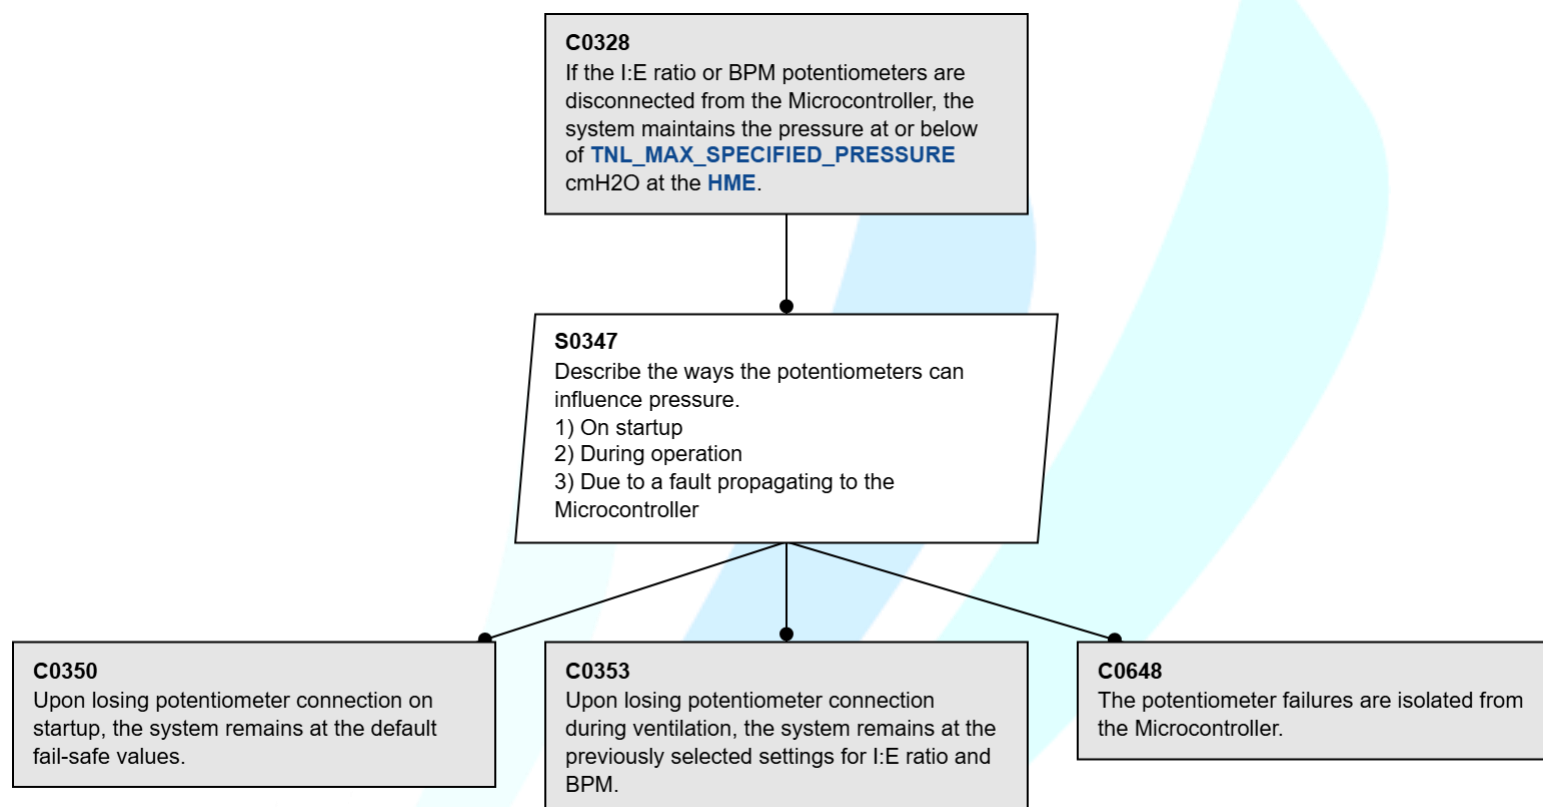 C0328
If the I:E ratio or BPM potentiometers are
disconnected from the Microcontroller, the
system maintains the pressure at or below
of TNL_MAX_SPECIFIED_PRESSURE
cmH2O at the HME.
S0347
Describe the ways the potentiometers can
influence pressure.
1) On startup
2) During operation
3) Due to a fault propagating to the
Microcontroller
C0350
Upon losing potentiometer connection on
startup, the system remains at the default
fail-safe values.
C0353
Upon losing potentiometer connection
during ventilation, the system remains at the
previously selected settings for I:E ratio and
BPM.
C0648
The potentiometer failures are isolated from
the Microcontroller.